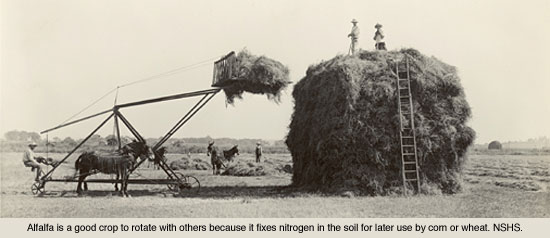 Alfalfa is a good crop to rotate with others because it fixes nitrogen in the soil for later use by corn or wheat. NSHS.